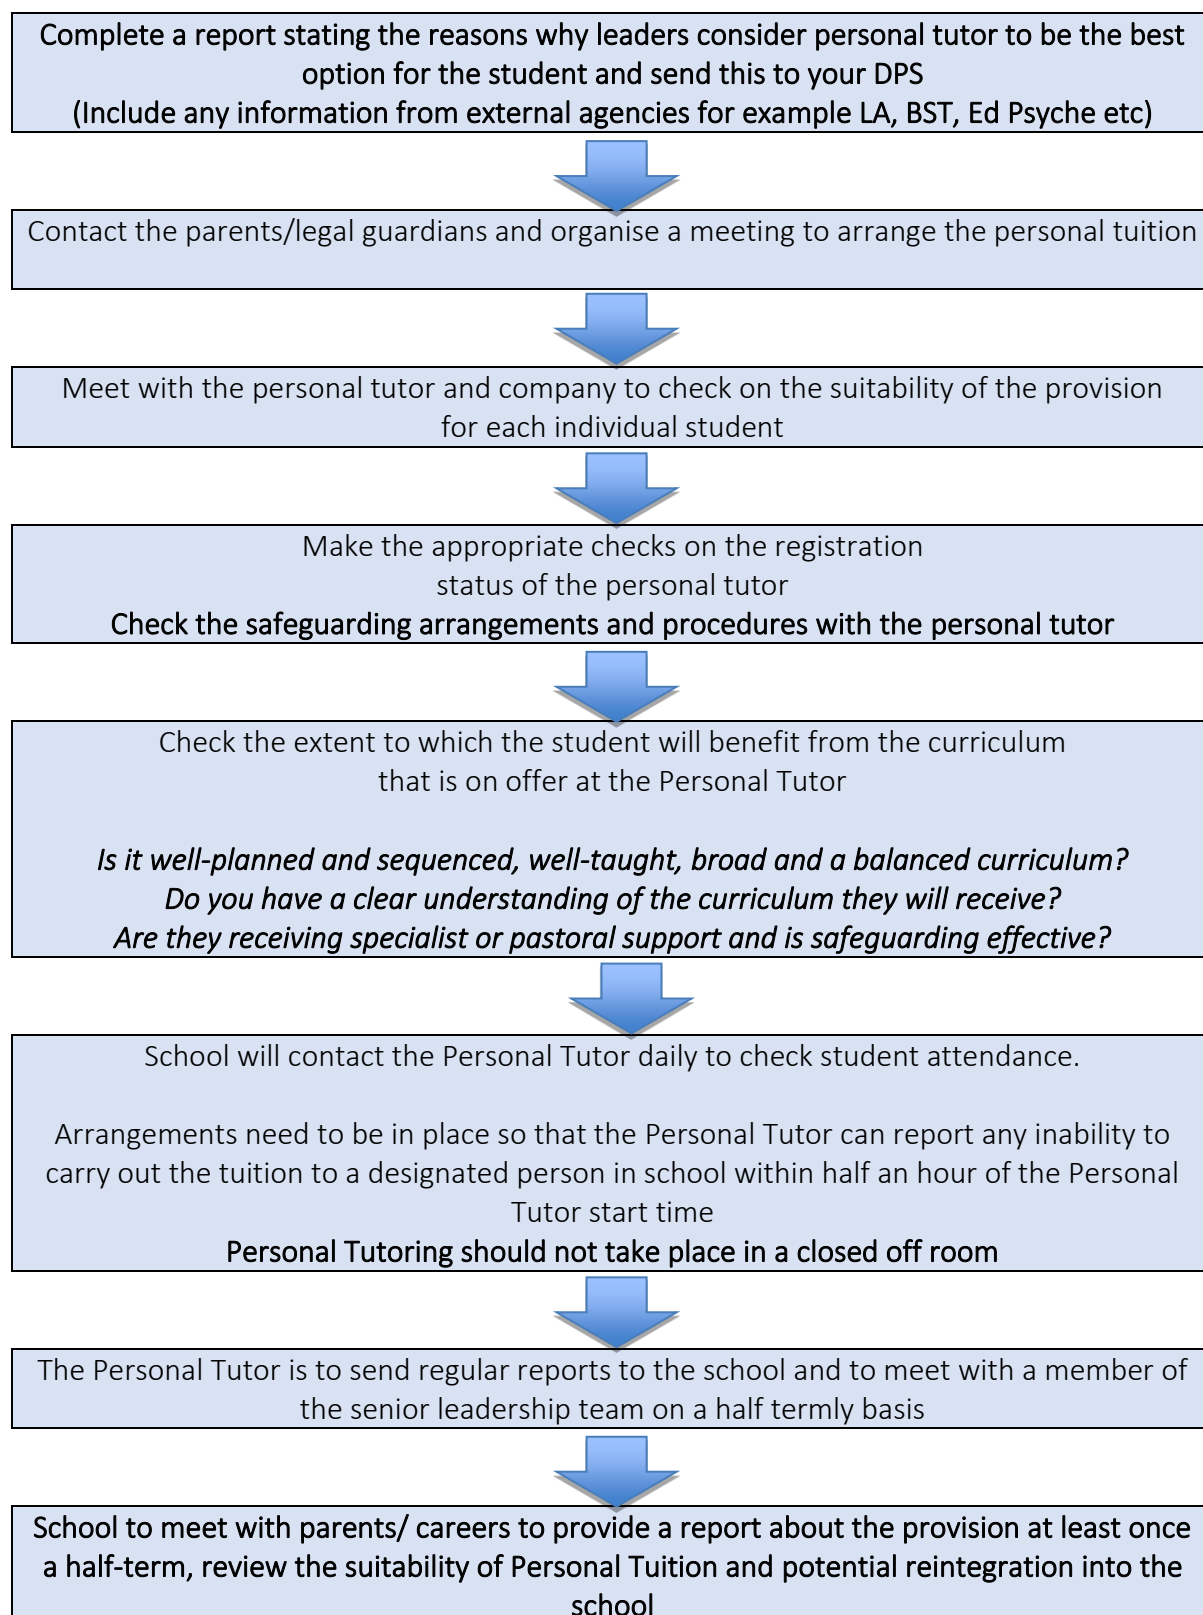 Complete a report stating the reasons why leaders consider personal tutor to be the best
option for the student and send this to your DPS
(Include any information from external agencies for example LA, BST, Ed Psyche etc)
Contact the parents/legal guardians and organise a meeting to arrange the personal tuition
Meet with the personal tutor and company to check on the suitability of the provision
for each individual student
Make the appropriate checks on the registration
status of the personal tutor
Check the safeguarding arrangements and procedures with the personal tutor
Check the extent to which the student will benefit from the curriculum
that is on offer at the Personal Tutor
Is it well-planned and sequenced, well-taught, broad and a balanced curriculum?
Do you have a clear understanding of the curriculum they will receive?
Are they receiving specialist or pastoral support and is safeguarding effective?
School will contact the Personal Tutor daily to check student attendance.
Arrangements need to be in place so that the Personal Tutor can report any inability to
carry out the tuition to a designated person in school within half an hour of the Personal
Tutor start time
Personal Tutoring should not take place in a closed off room
The Personal Tutor is to send regular reports to the school and to meet with a member of
the senior leadership team on a half termly basis
School to meet with parents/ careers to provide a report about the provision at least once
a half-term, review the suitability of Personal Tuition and potential reintegration into the
school